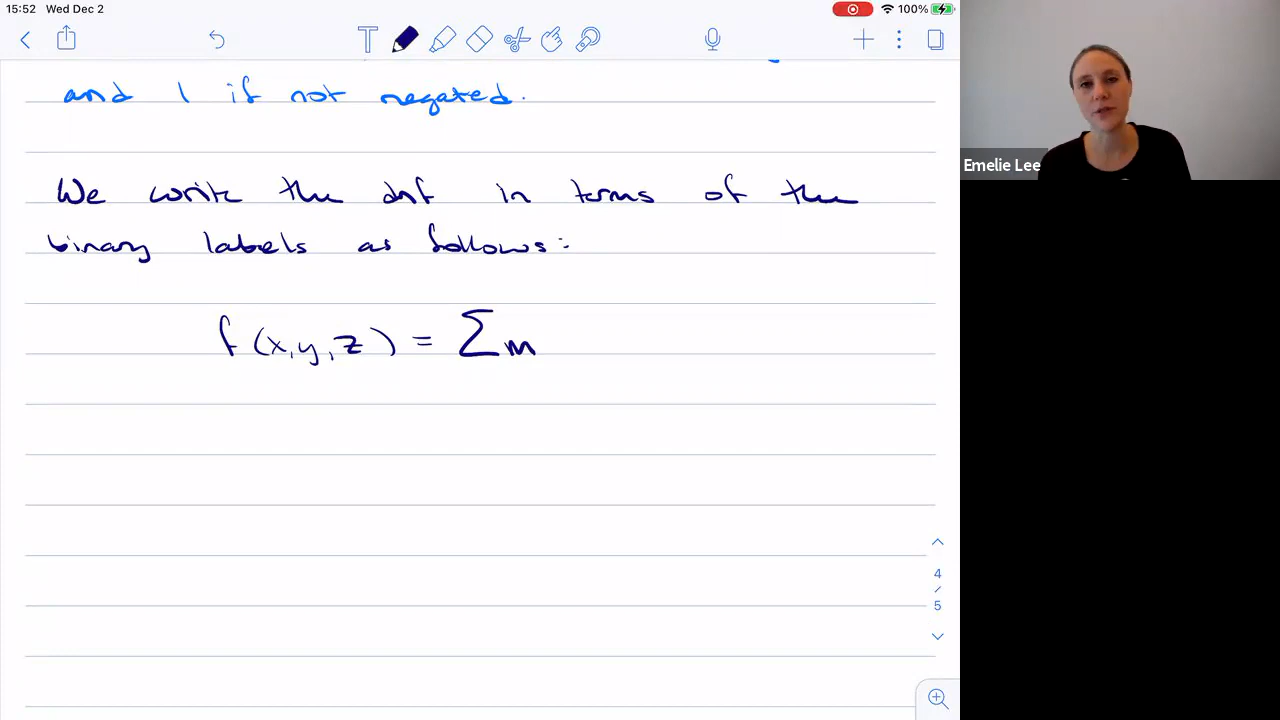 15:52 Wed Dec 2
100%
T
and 1 if not negated.
We write the dnf in terms of the
binary labels as follows:
f(x,y,z) = Σm
4
/
5
Emelie Lee